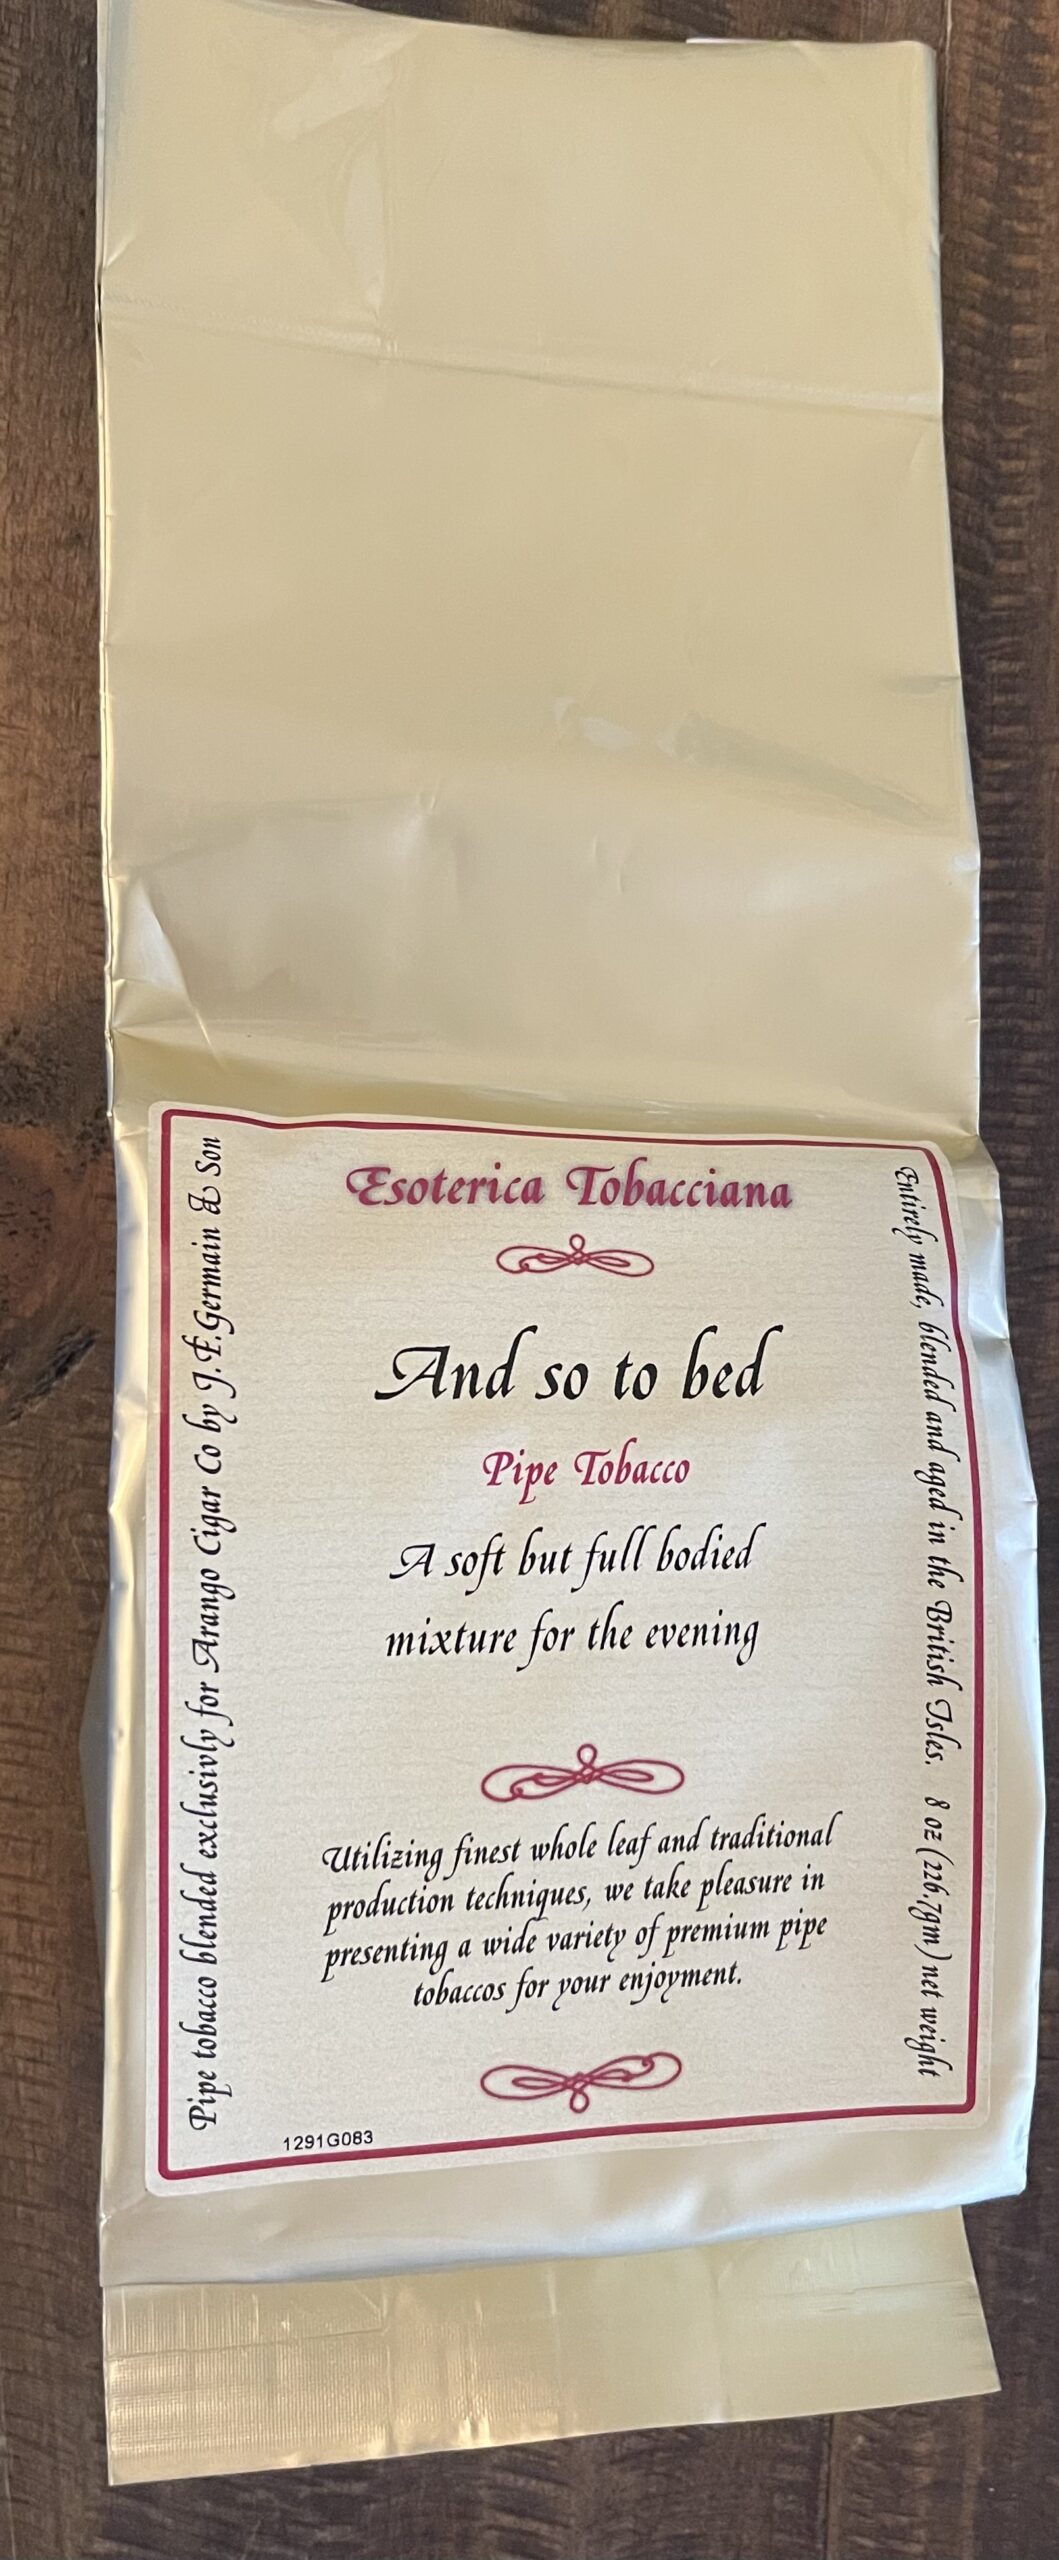 Esoterica Tobacciana
And so to bed
Pipe Tobacco
A soft but full bodied
mixture for the evening
Utilizing finest whole leaf and traditional
production techniques, we take pleasure in
presenting a wide variety of premium pipe
tobaccos for your enjoyment.
1291G083
Pipe tobacco blended exclusivly for Arango Cigar Co by J.E.Germain & Son
Entirely made, blended and aged in the British Isles. 8 oz (226,7gm) net weight